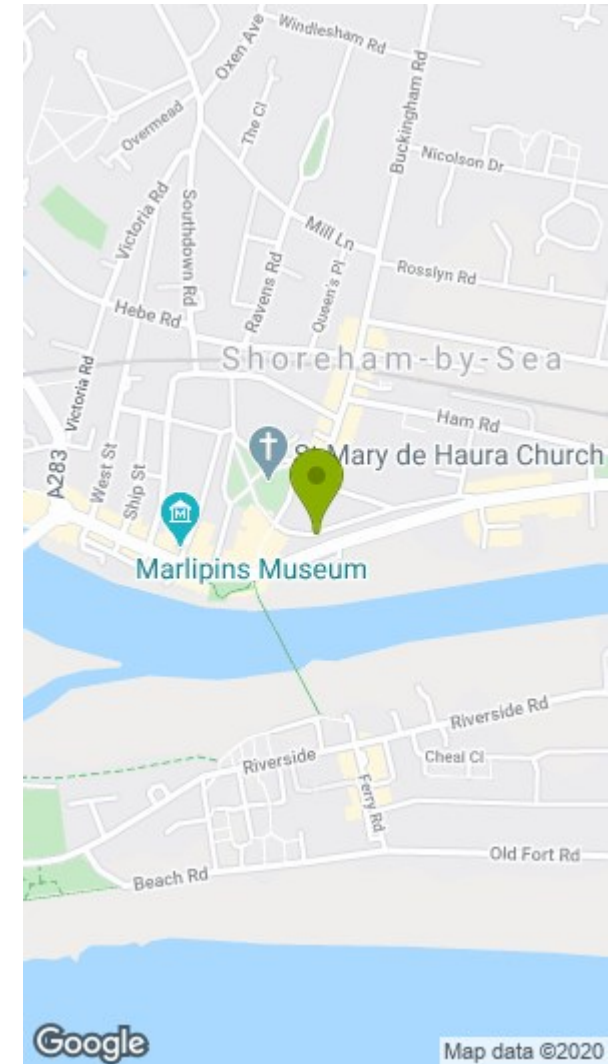 Windlesham Rd
Oxen Ave
Buckingham Rd
Overmead
The Cl
Nicolson Dr
Victoria Rd
Southdown Rd
Mill Ln
Ravens Rd
Queen's Pl
Rosslyn Rd
Hebe Rd
Shoreham-by-Sea
Victoria Rd
Ham Rd
A283
West St
Ship St
St Mary de Haura Church
M
Marlipins Museum
Riverside Rd
Riverside
Cheal Cl
Ferry Rd
Old Fort Rd
Beach Rd
Google
Map data ©2020